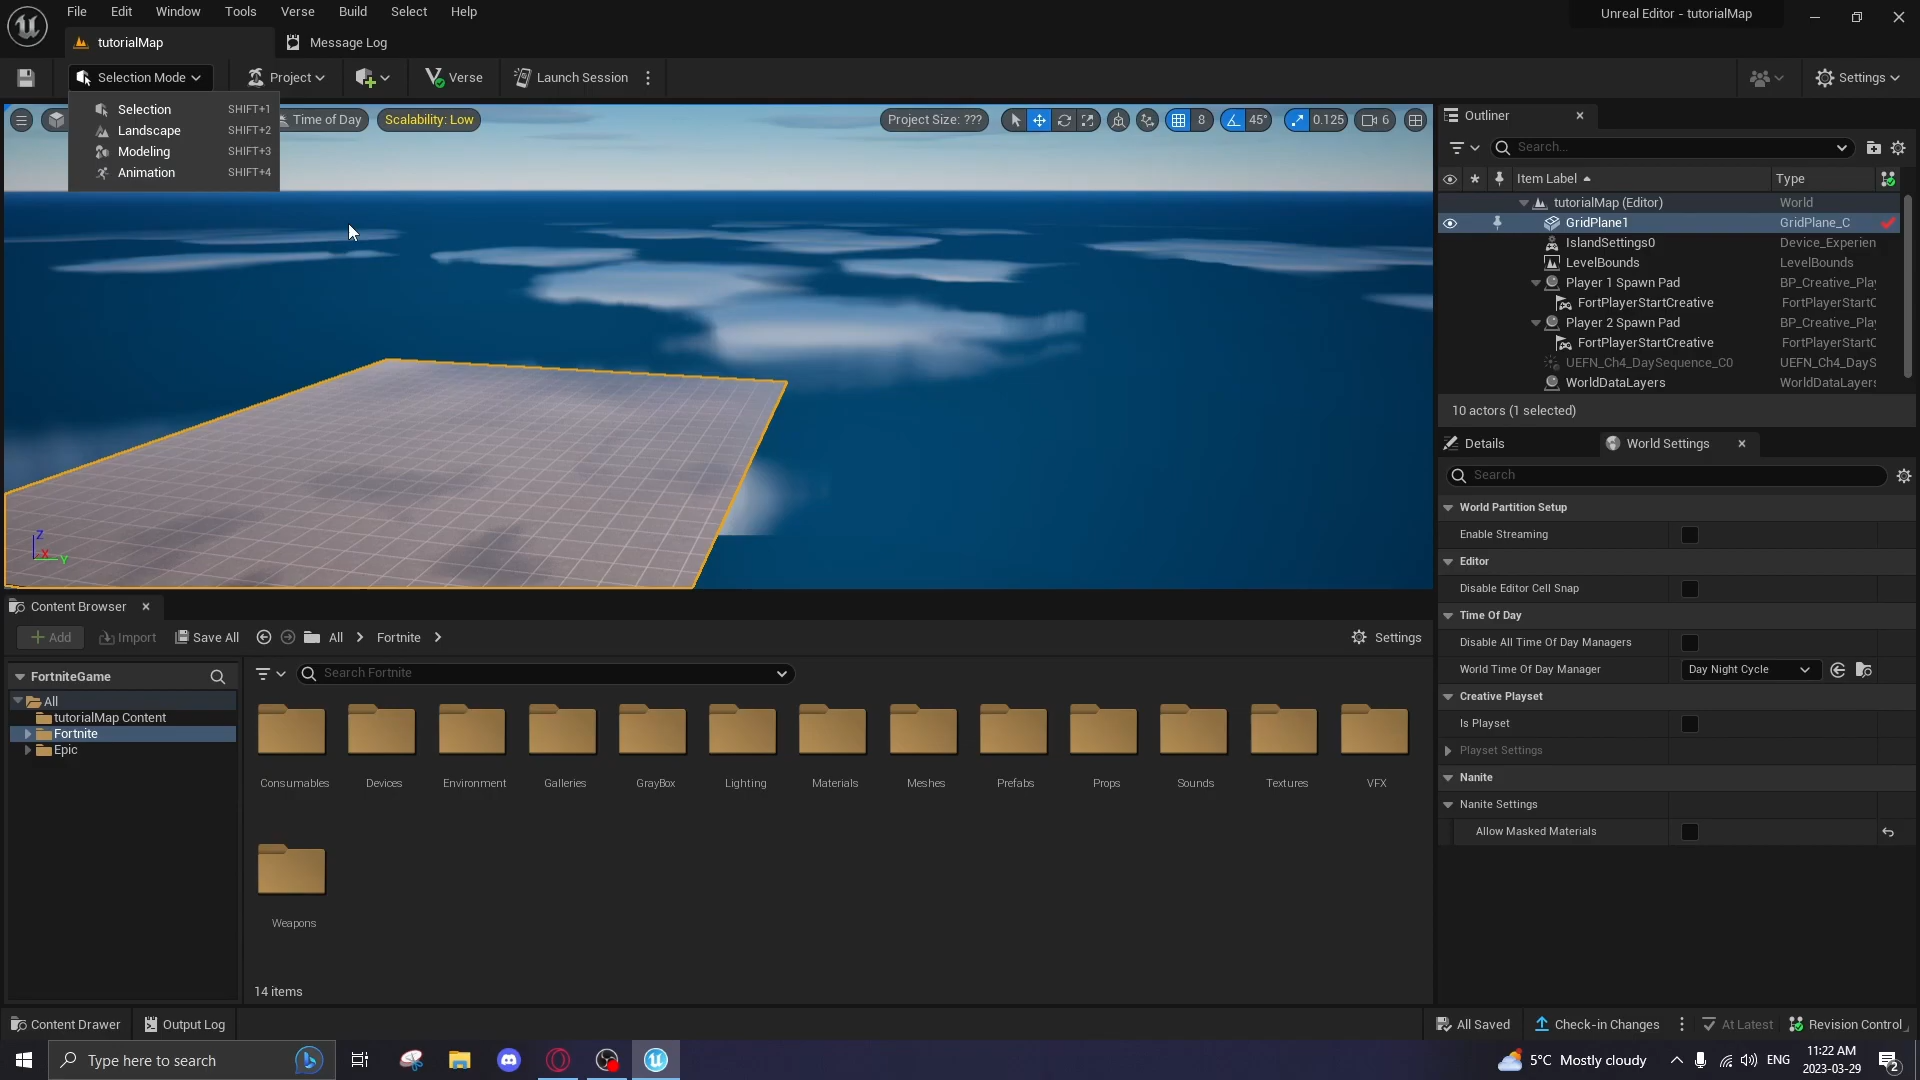 File Edit Window Tools Verse Build Select Help
Unreal Editor - tutorialMap
tutorialMap
Message Log
Selection Mode
Project
Verse
Launch Session
Settings
Selection SHIFT+1
Landscape SHIFT+2
Modeling SHIFT+3
Animation SHIFT+4
Time of Day
Scalability: Low
Project Size: ???
8
45°
0.125
6
Outliner
Search...
Item Label
Type
tutorialMap (Editor) World
GridPlane1 GridPlane_C
IslandSettings0 Device_Experien
LevelBounds LevelBounds
Player 1 Spawn Pad BP_Creative_Play
FortPlayerStartCreative FortPlayerStartC
Player 2 Spawn Pad BP_Creative_Play
FortPlayerStartCreative FortPlayerStartC
UEFN_Ch4_DaySequence_C0 UEFN_Ch4_DayS
WorldDataLayers WorldDataLayers
10 actors (1 selected)
Details
World Settings
Search
World Partition Setup
Enable Streaming
Editor
Disable Editor Cell Snap
Time Of Day
Disable All Time Of Day Managers
World Time Of Day Manager Day Night Cycle
Creative Playset
Is Playset
Playset Settings
Nanite
Nanite Settings
Allow Masked Materials
Z
X
Y
Content Browser
Add
Import
Save All
All
Fortnite
Settings
FortniteGame
All
tutorialMap Content
Fortnite
Epic
Search Fortnite
Consumables Devices Environment Galleries GrayBox Lighting Materials Meshes Prefabs Props Sounds Textures VFX
Weapons
14 items
Content Drawer
Output Log
All Saved
Check-in Changes
At Latest
Revision Control
Type here to search
5°C Mostly cloudy
ENG
11:22 AM
2023-03-29
2